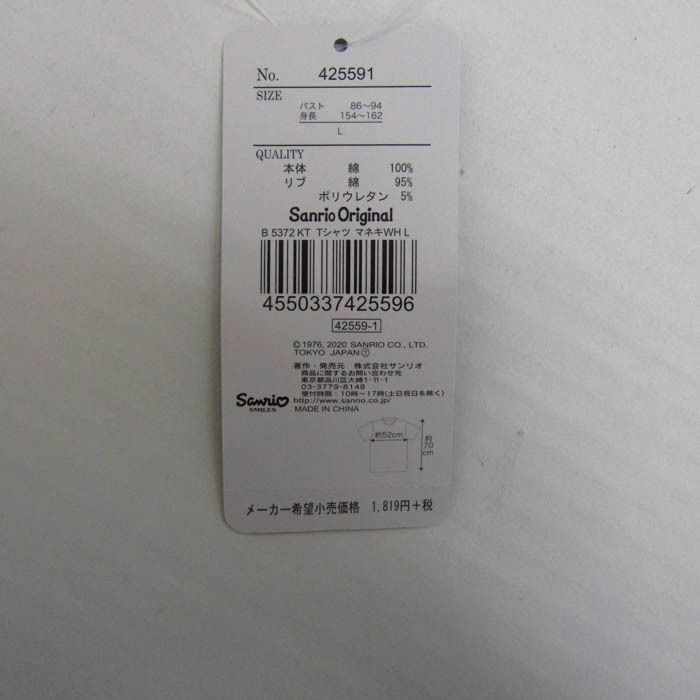 No. 425591
SIZE
バスト 86～94
身長 154～162
L
QUALITY
本体 綿 100%
リブ 綿 95%
ポリウレタン 5%
Sanrio Original
B 5372 KT Tシャツ マネキWH L
4550337425596
42559-1
©1976, 2020 SANRIO CO., LTD.
TOKYO JAPAN Ⓣ
著作・発売元 株式会社サンリオ
商品に関するお問い合わせ先
東京都品川区大崎1-11-1
03-3779-8148
受付時間：10時～17時(土日祝日を除く)
http://www.sanrio.co.jp/
MADE IN CHINA
Sanrio
SMILES
約52cm
約70cm
メーカー希望小売価格 1,819円+税